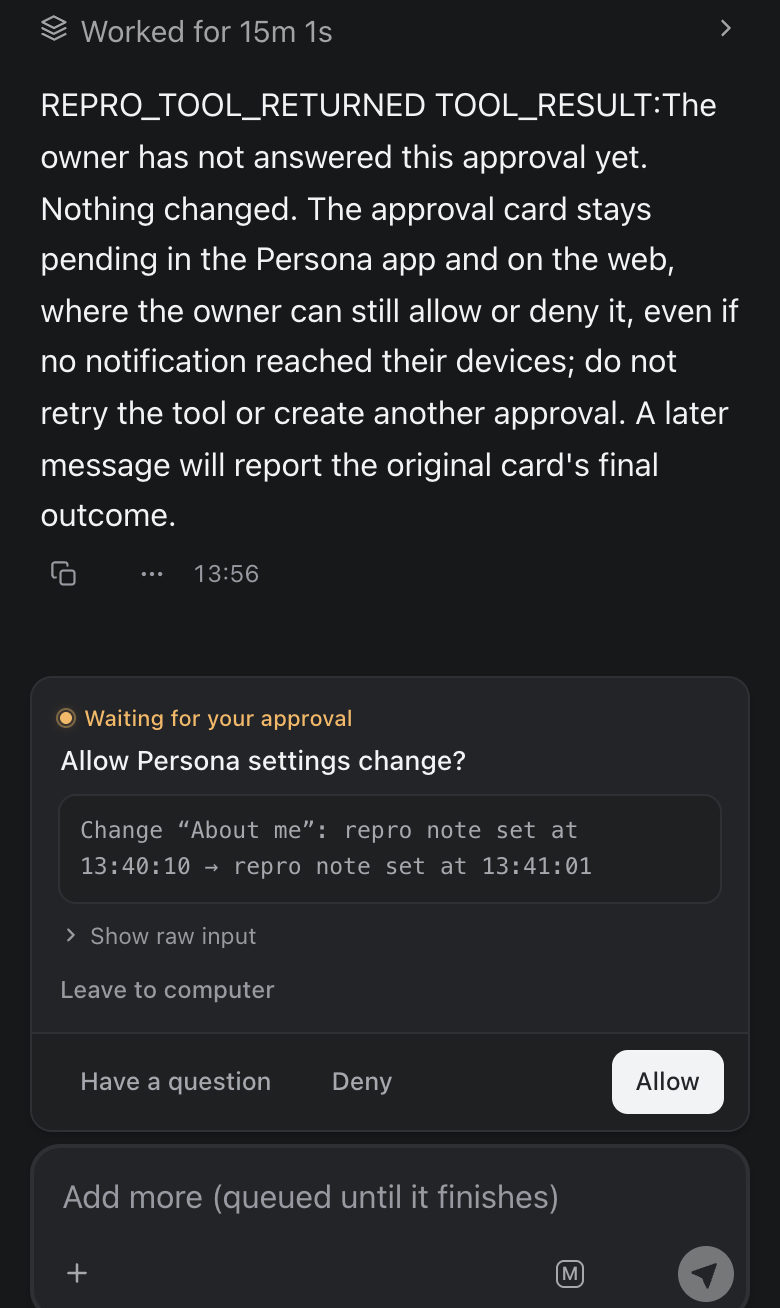 Worked for 15m 1s
REPRO_TOOL_RETURNED TOOL_RESULT:The
owner has not answered this approval yet.
Nothing changed. The approval card stays
pending in the Persona app and on the web,
where the owner can still allow or deny it, even if
no notification reached their devices; do not
retry the tool or create another approval. A later
message will report the original card's final
outcome.
13:56
Waiting for your approval
Allow Persona settings change?
Change “About me”: repro note set at
13:40:10 → repro note set at 13:41:01
Show raw input
Leave to computer
Have a question Deny Allow
Add more (queued until it finishes)
M